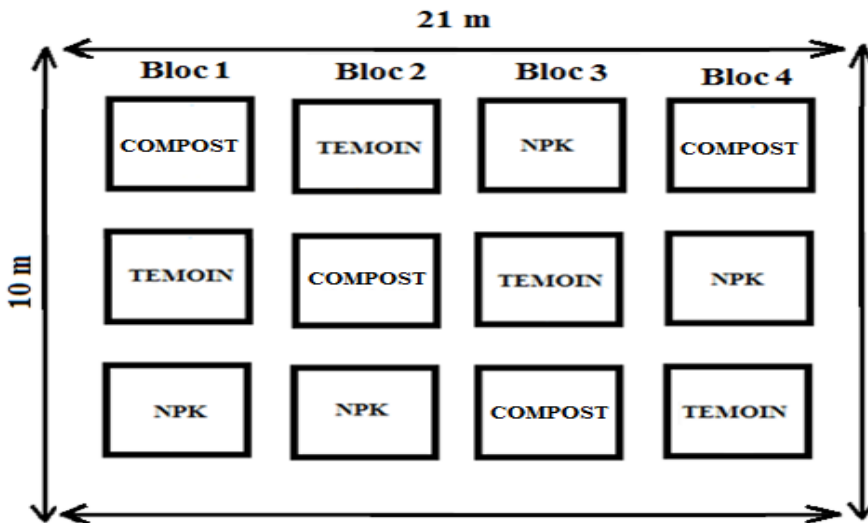 21 m
Bloc 1 Bloc 2 Bloc 3 Bloc 4
COMPOST TEMOIN NPK COMPOST
10 m
TEMOIN COMPOST TEMOIN NPK
NPK NPK COMPOST TEMOIN